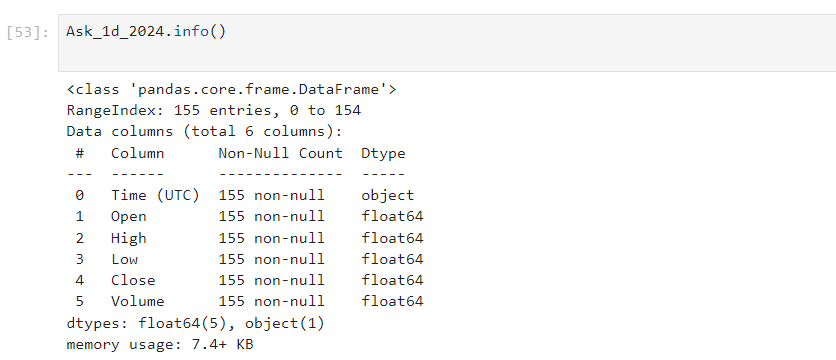 [53]: Ask_1d_2024.info()
<class 'pandas.core.frame.DataFrame'>
RangeIndex: 155 entries, 0 to 154
Data columns (total 6 columns):
 #   Column      Non-Null Count  Dtype
---  ------      --------------  -----
 0   Time (UTC)  155 non-null    object
 1   Open        155 non-null    float64
 2   High        155 non-null    float64
 3   Low         155 non-null    float64
 4   Close       155 non-null    float64
 5   Volume      155 non-null    float64
dtypes: float64(5), object(1)
memory usage: 7.4+ KB